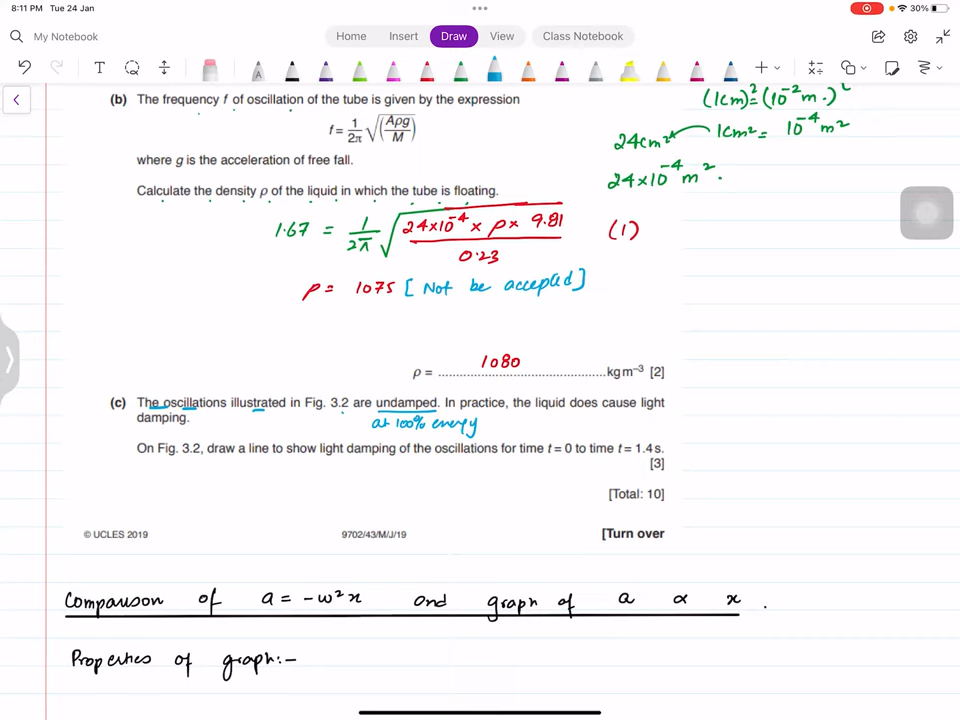 8:11 PM Tue 24 Jan
30%
My Notebook
Home Insert Draw View Class Notebook
(1cm)² = (10⁻² m.)²
24cm² 1cm² = 10⁻⁴ m²
24×10⁻⁴ m².
(b) The frequency f of oscillation of the tube is given by the expression
f = 1/2π √(Aρg/M)
where g is the acceleration of free fall.
Calculate the density ρ of the liquid in which the tube is floating.
1.67 = 1/2π √(24×10⁻⁴ × ρ × 9.81 / 0.23) (1)
ρ = 1075 [ Not be accepted]
1080
ρ = ...................................................... kg m⁻³ [2]
(c) The oscillations illustrated in Fig. 3.2 are undamped. In practice, the liquid does cause light
damping.
at 100% energy
On Fig. 3.2, draw a line to show light damping of the oscillations for time t = 0 to time t = 1.4 s.
[3]
[Total: 10]
© UCLES 2019 9702/43/M/J/19 [Turn over
Comparison of a = -ω²x and graph of a α x .
Properties of graph:-